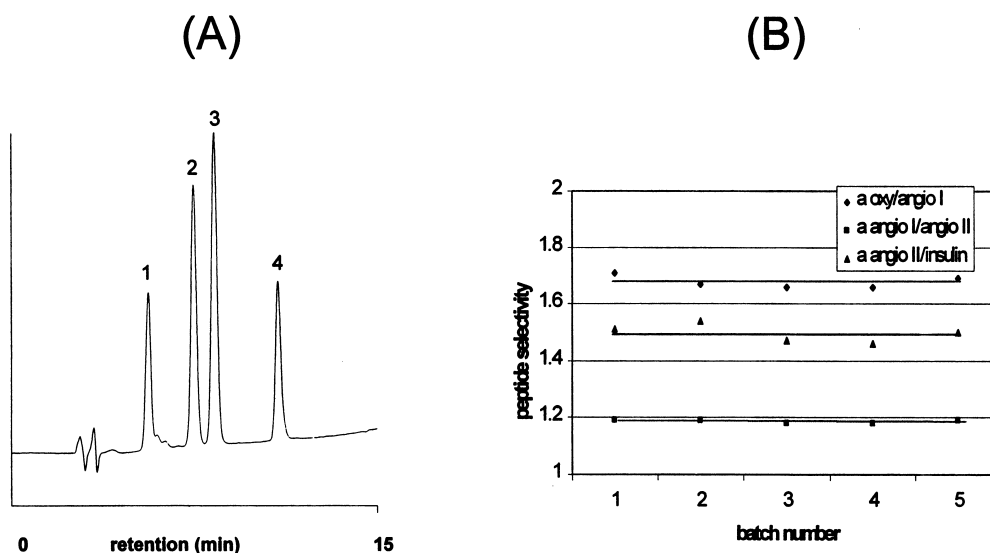 (A)
1
2
3
4
0
retention (min)
15
(B)
peptide selectivity
2
1.8
1.6
1.4
1.2
1
a oxy/angio I
a angio I/angio II
a angio II/insulin
1 2 3 4 5
batch number